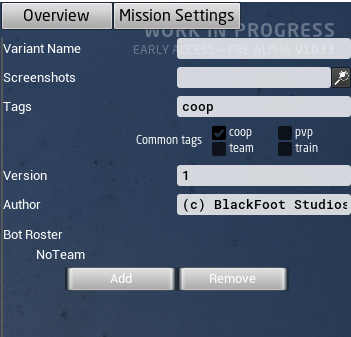 Overview Mission Settings
WORK IN PROGRESS
Variant Name
EARLY ACCESS - PRE-ALPHA V1033
Screenshots
Tags coop
Common tags coop pvp
team train
Version 1
Author (c) BlackFoot Studios
Bot Roster
NoTeam
Add Remove